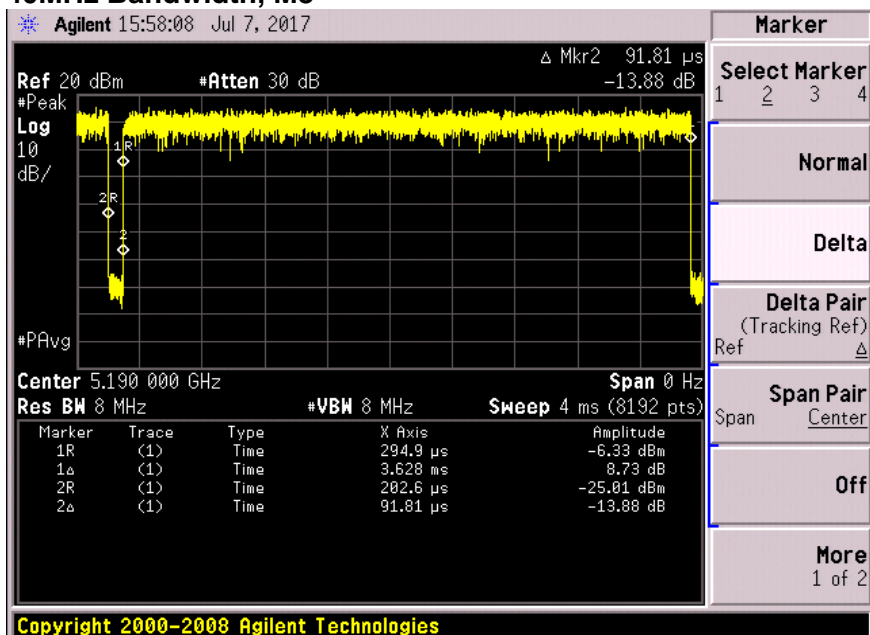 Agilent 15:58:08 Jul 7, 2017
Δ Mkr2 91.81 µs
Ref 20 dBm #Atten 30 dB -13.88 dB
#Peak
Log
10
dB/
1R
2R
2
#PAvg
Center 5.190 000 GHz Span 0 Hz
Res BW 8 MHz #VBW 8 MHz Sweep 4 ms (8192 pts)
Marker Trace Type X Axis Amplitude
1R (1) Time 294.9 µs -6.33 dBm
1Δ (1) Time 3.628 ms 8.73 dB
2R (1) Time 202.6 µs -25.01 dBm
2Δ (1) Time 91.81 µs -13.88 dB
Copyright 2000-2008 Agilent Technologies
Marker
Select Marker
1 2 3 4
Normal
Delta
Delta Pair
(Tracking Ref)
Ref Δ
Span Pair
Span Center
Off
More
1 of 2